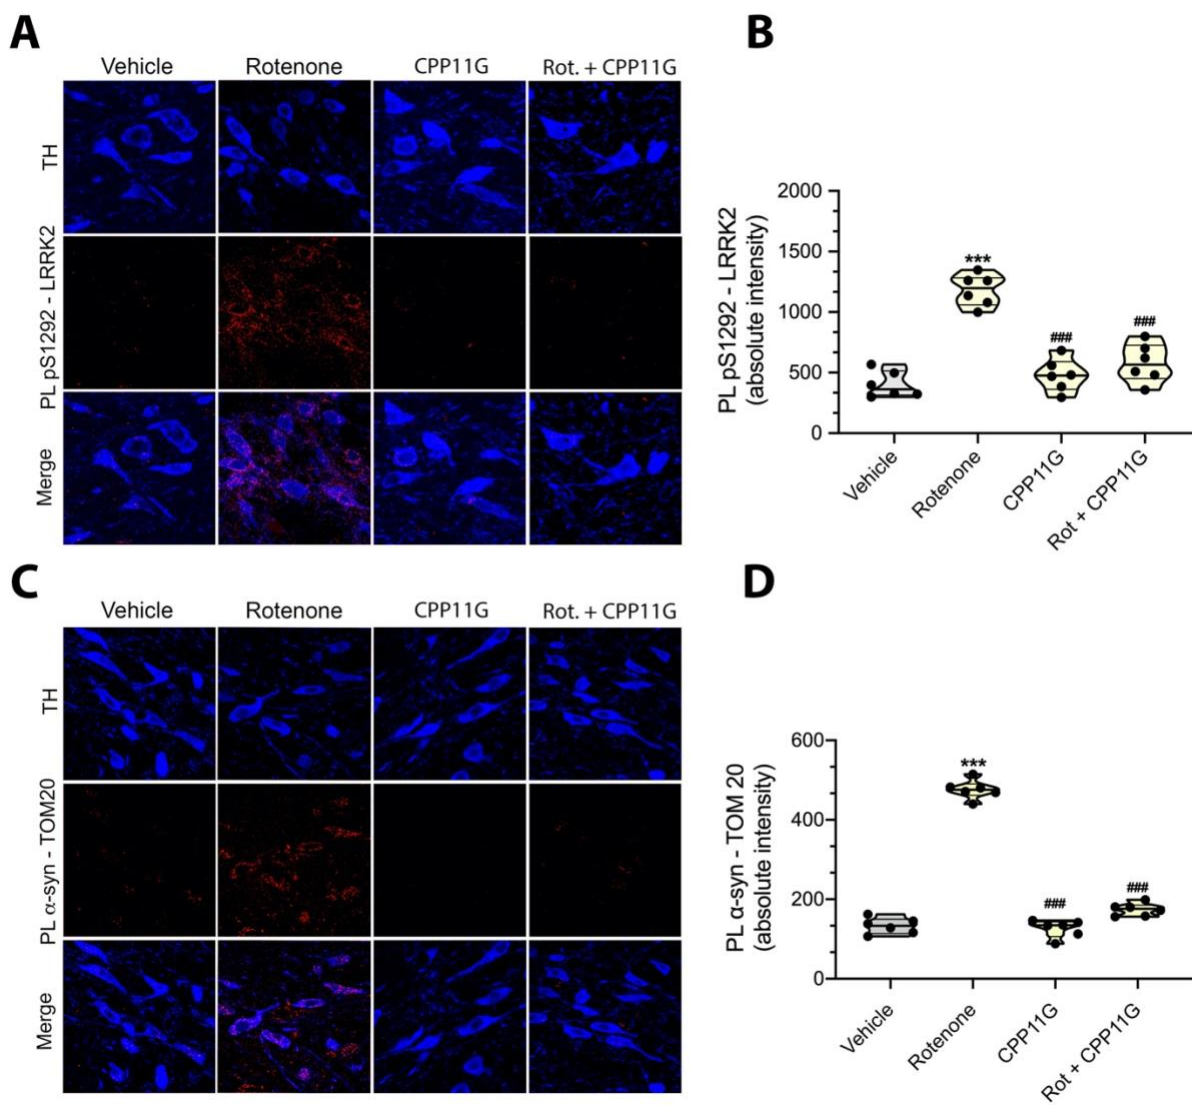 A
Vehicle Rotenone CPP11G Rot. + CPP11G
TH
PL pS1292 - LRRK2
Merge
B
PL pS1292 - LRRK2
(absolute intensity)
2000
1500
1000
500
0
***
###
###
Vehicle
Rotenone
CPP11G
Rot + CPP11G
C
Vehicle Rotenone CPP11G Rot. + CPP11G
TH
PL α-syn - TOM20
Merge
D
PL α-syn - TOM 20
(absolute intensity)
600
400
200
0
***
###
###
Vehicle
Rotenone
CPP11G
Rot + CPP11G